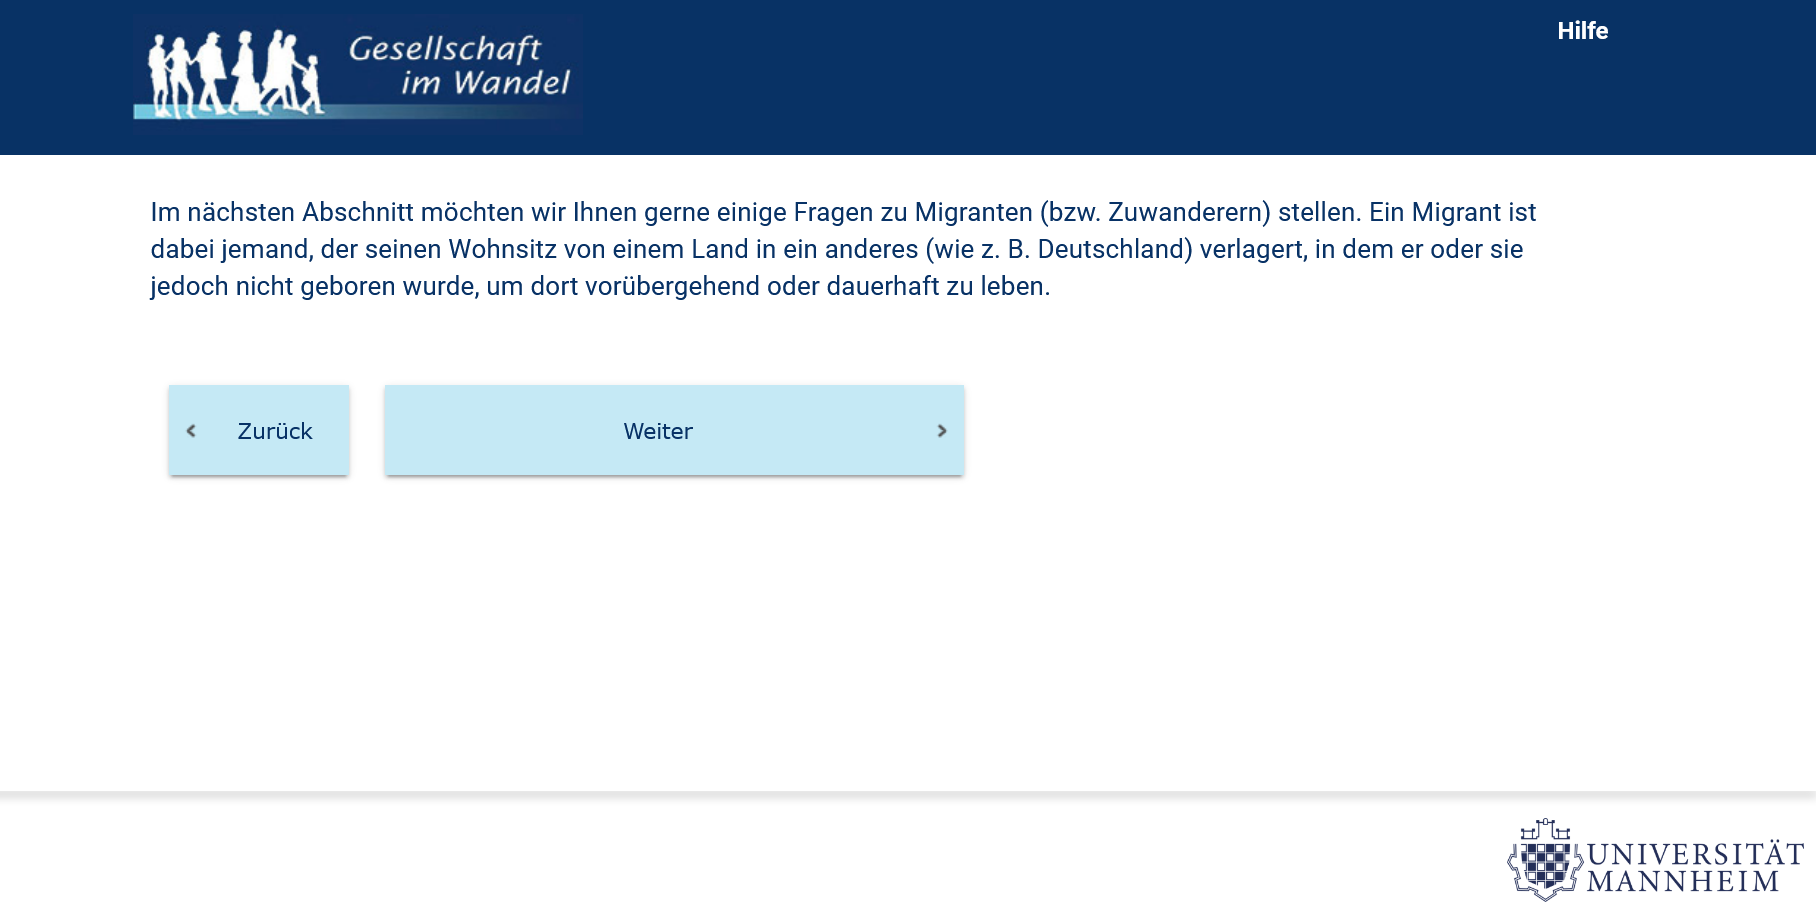 Gesellschaft
im Wandel
Hilfe
Im nächsten Abschnitt möchten wir Ihnen gerne einige Fragen zu Migranten (bzw. Zuwanderern) stellen. Ein Migrant ist
dabei jemand, der seinen Wohnsitz von einem Land in ein anderes (wie z. B. Deutschland) verlagert, in dem er oder sie
jedoch nicht geboren wurde, um dort vorübergehend oder dauerhaft zu leben.
Zurück
Weiter
UNIVERSITÄT
MANNHEIM